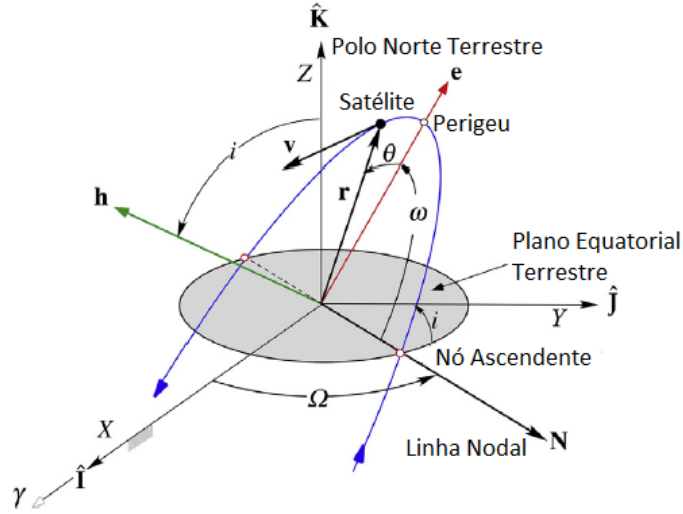 K̂
Polo Norte Terrestre
Z
e
Satélite
Perigeu
i
v
θ
r
ω
h
Plano Equatorial
Terrestre
i
Y
Ĵ
Nó Ascendente
Ω
X
Linha Nodal
N
Î
γ